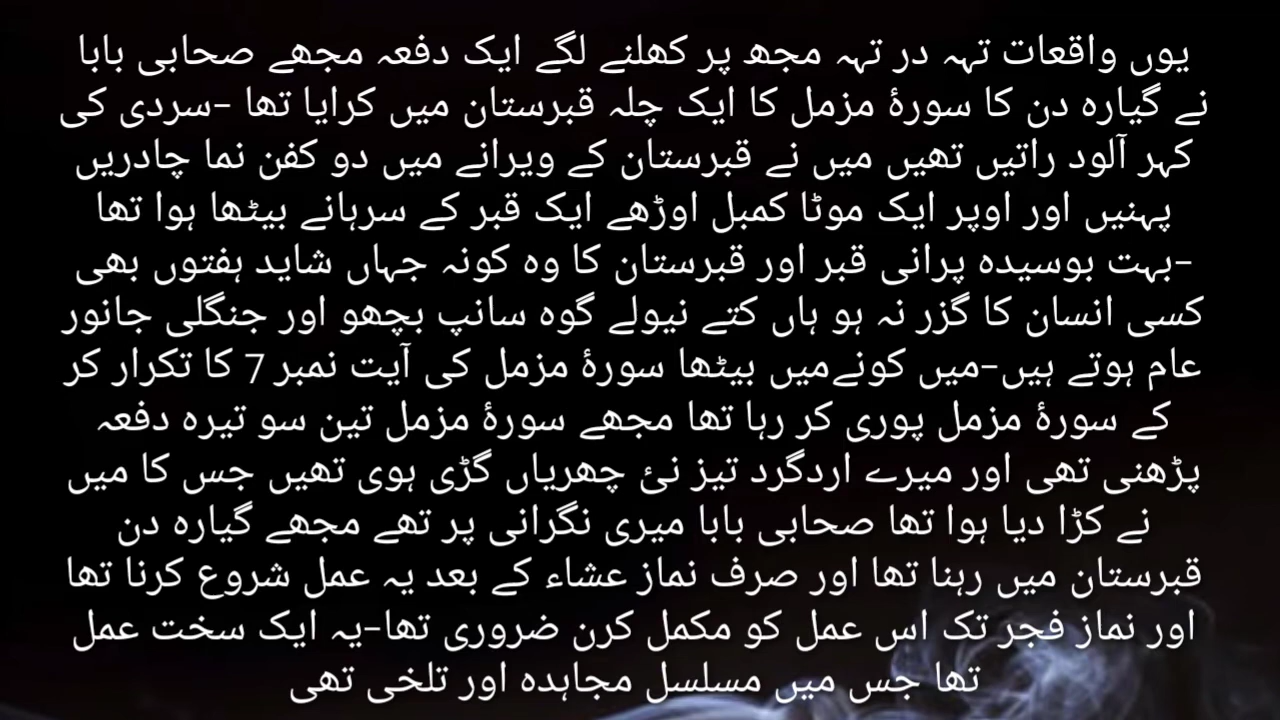 یوں واقعات تہہ در تہہ مجھ پر کھلنے لگے ایک دفعہ مجھے صحابی بابا
نے گیارہ دن کا سورۂ مزمل کا ایک چلہ قبرستان میں کرایا تھا –سردی کی
کہر آلود راتیں تھیں میں نے قبرستان کے ویرانے میں دو کفن نما چادریں
پہنیں اور اوپر ایک موٹا کمبل اوڑھے ایک قبر کے سرہانے بیٹھا ہوا تھا
–بہت بوسیدہ پرانی قبر اور قبرستان کا وہ کونہ جہاں شاید ہفتوں بھی
کسی انسان کا گزر نہ ہو ہاں کتے نیولے گوہ سانپ بچھو اور جنگلی جانور
عام ہوتے ہیں–میں کونےمیں بیٹھا سورۂ مزمل کی آیت نمبر 7 کا تکرار کر
کے سورۂ مزمل پوری کر رہا تھا مجھے سورۂ مزمل تین سو تیرہ دفعہ
پڑھنی تھی اور میرے اردگرد تیز نئ چھریاں گڑی ہوی تھیں جس کا میں
نے کڑا دیا ہوا تھا صحابی بابا میری نگرانی پر تھے مجھے گیارہ دن
قبرستان میں رہنا تھا اور صرف نماز عشاء کے بعد یہ عمل شروع کرنا تھا
اور نماز فجر تک اس عمل کو مکمل کرن ضروری تھا–یہ ایک سخت عمل
تھا جس میں مسلسل مجاہدہ اور تلخی تھی